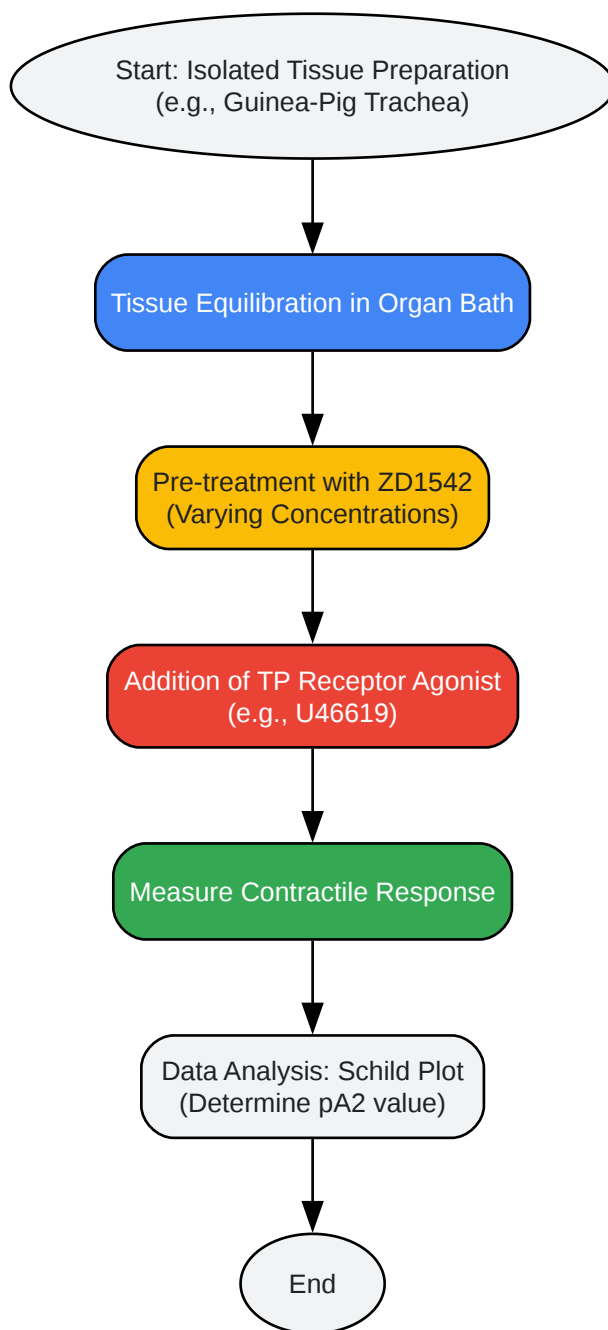 Start: Isolated Tissue Preparation
(e.g., Guinea-Pig Trachea)
Tissue Equilibration in Organ Bath
Pre-treatment with ZD1542
(Varying Concentrations)
Addition of TP Receptor Agonist
(e.g., U46619)
Measure Contractile Response
Data Analysis: Schild Plot
(Determine pA2 value)
End